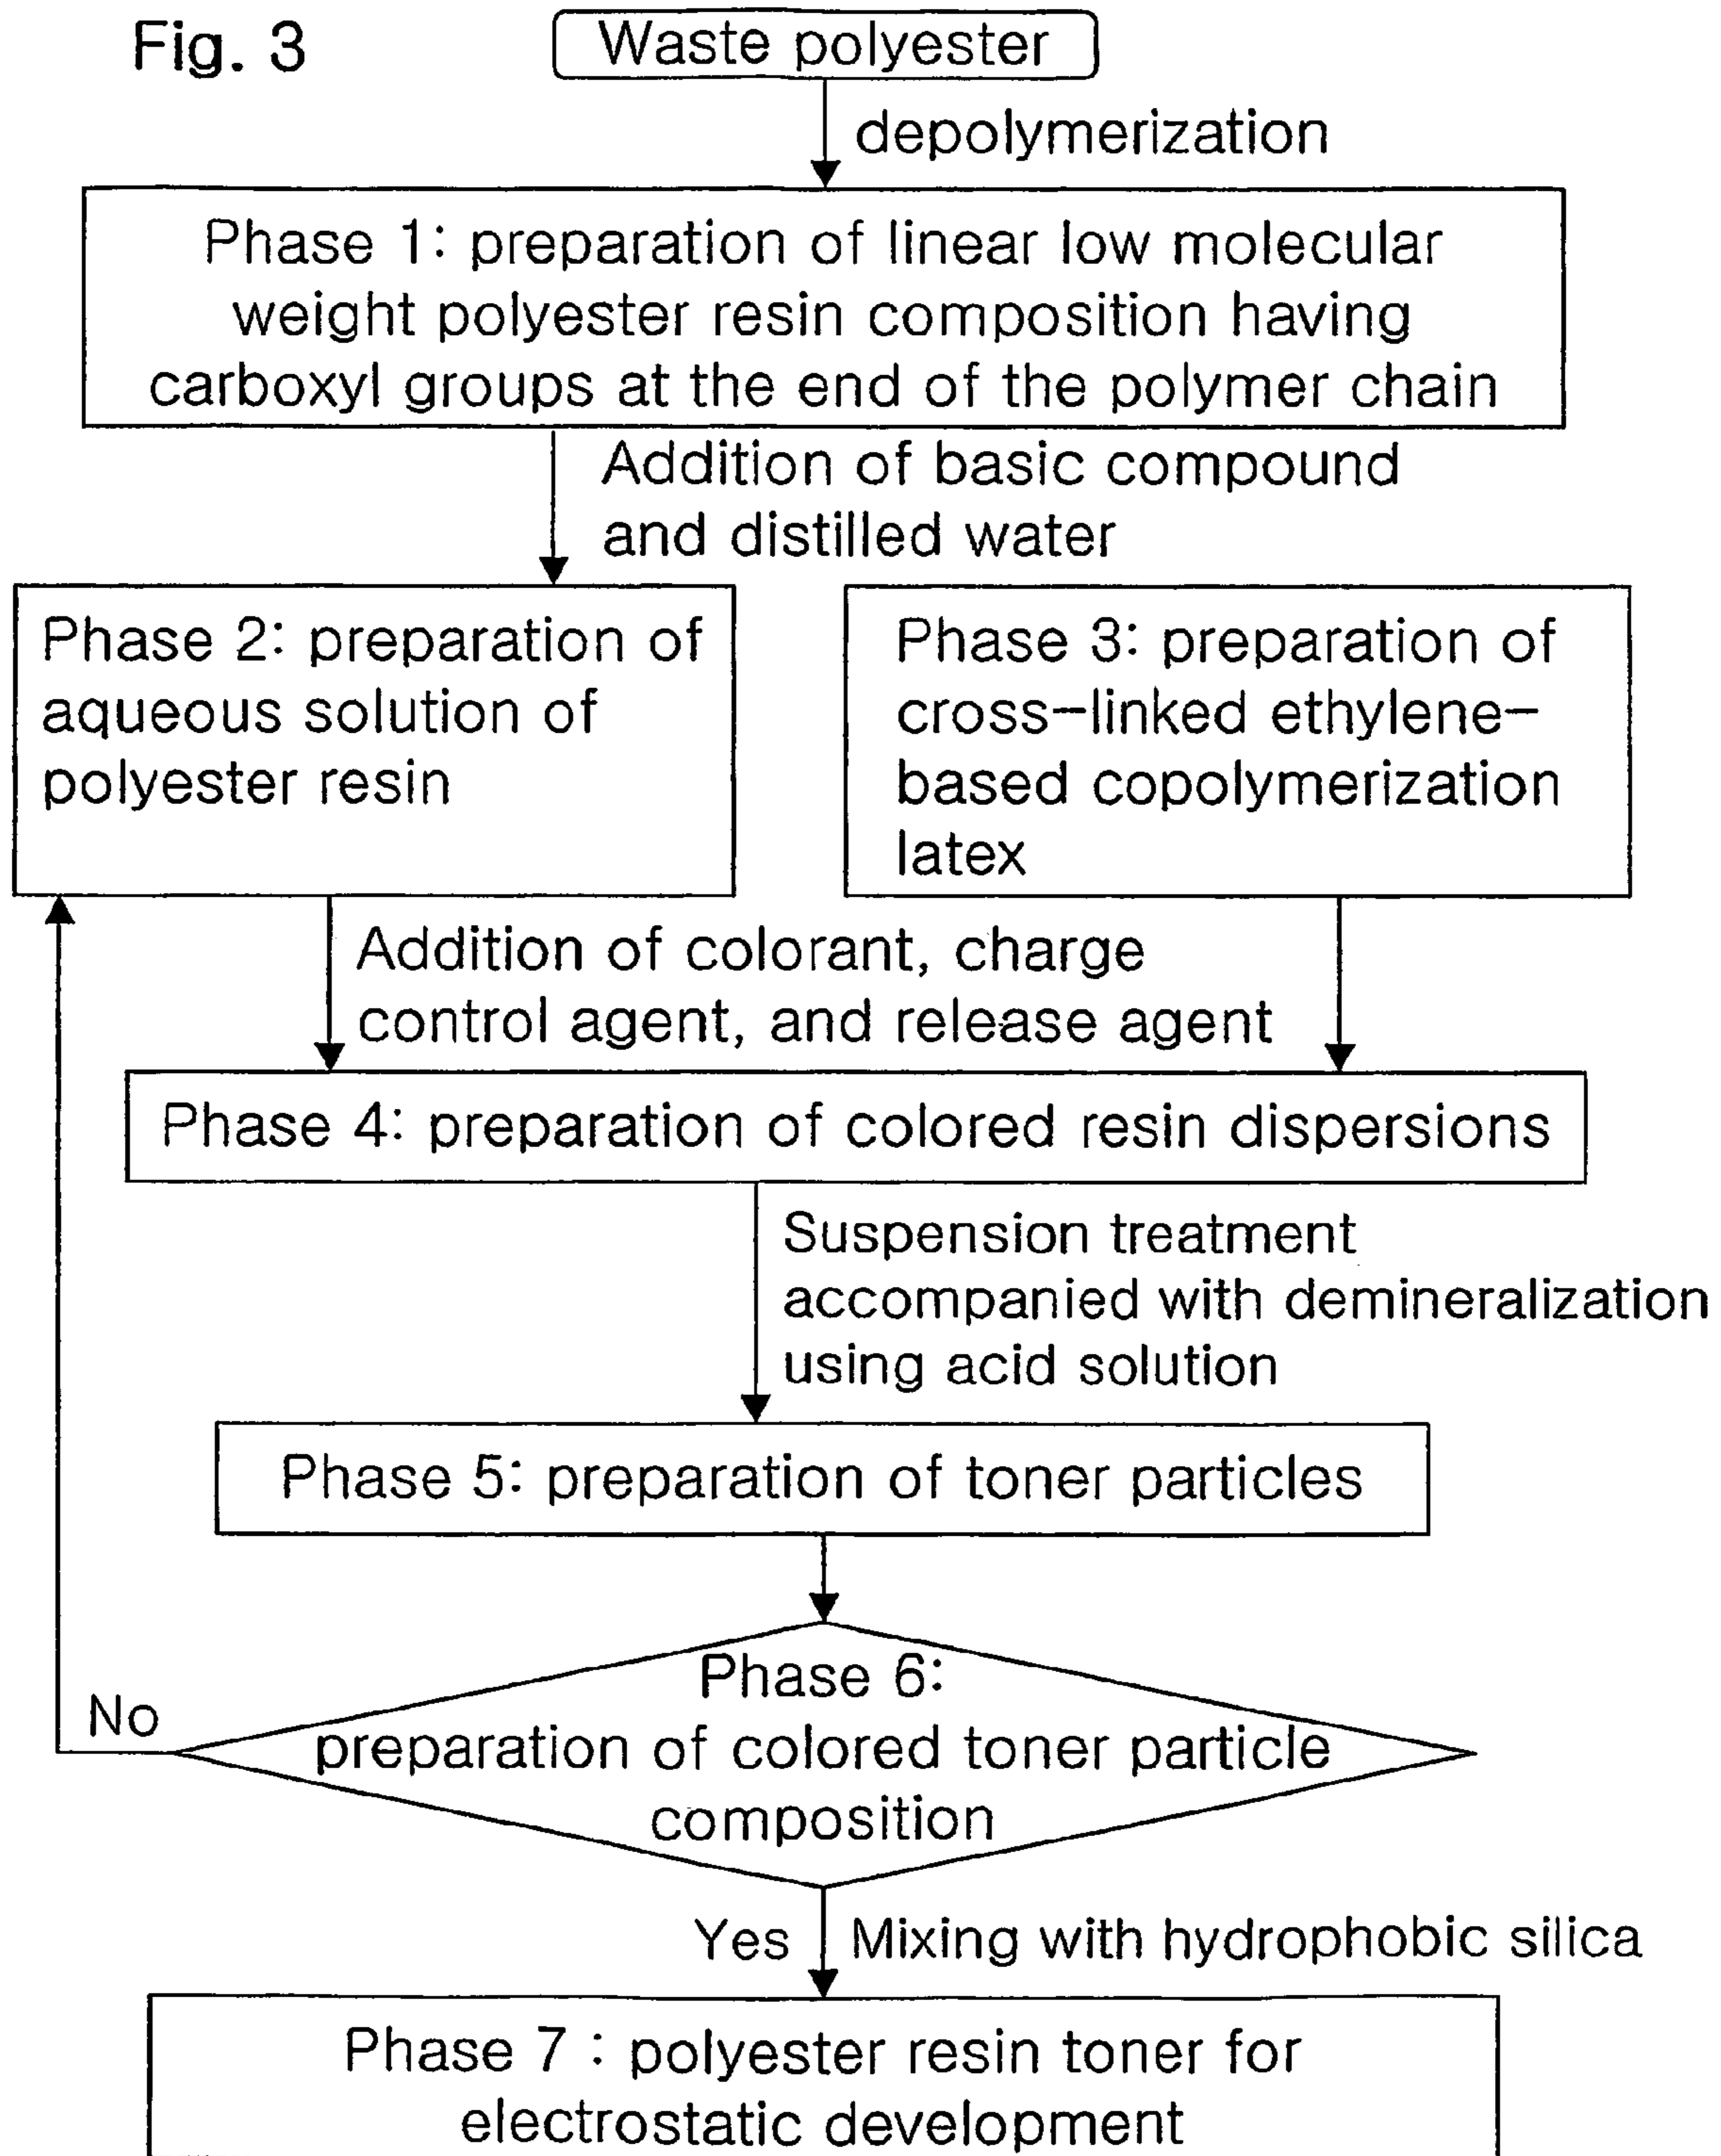 Fig. 3
Waste polyester
depolymerization
Phase 1: preparation of linear low molecular
weight polyester resin composition having
carboxyl groups at the end of the polymer chain
Addition of basic compound
and distilled water
Phase 2: preparation of
aqueous solution of
polyester resin
Phase 3: preparation of
cross-linked ethylene-
based copolymerization
latex
Addition of colorant, charge
control agent, and release agent
Phase 4: preparation of colored resin dispersions
Suspension treatment
accompanied with demineralization
using acid solution
Phase 5: preparation of toner particles
Phase 6:
preparation of colored toner particle
composition
No
Yes
Mixing with hydrophobic silica
Phase 7 : polyester resin toner for
electrostatic development